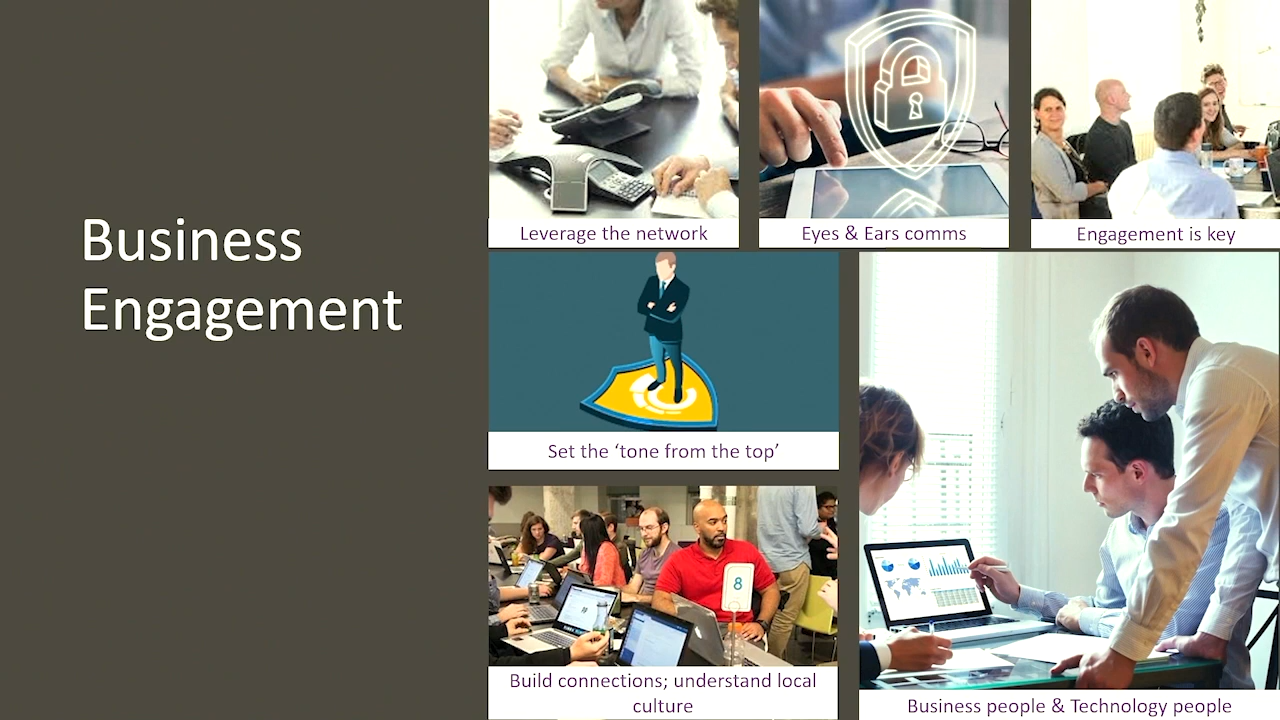 Business
Engagement
Leverage the network
Eyes & Ears comms
Engagement is key
Set the ‘tone from the top’
8
Build connections; understand local
culture
Business people & Technology people